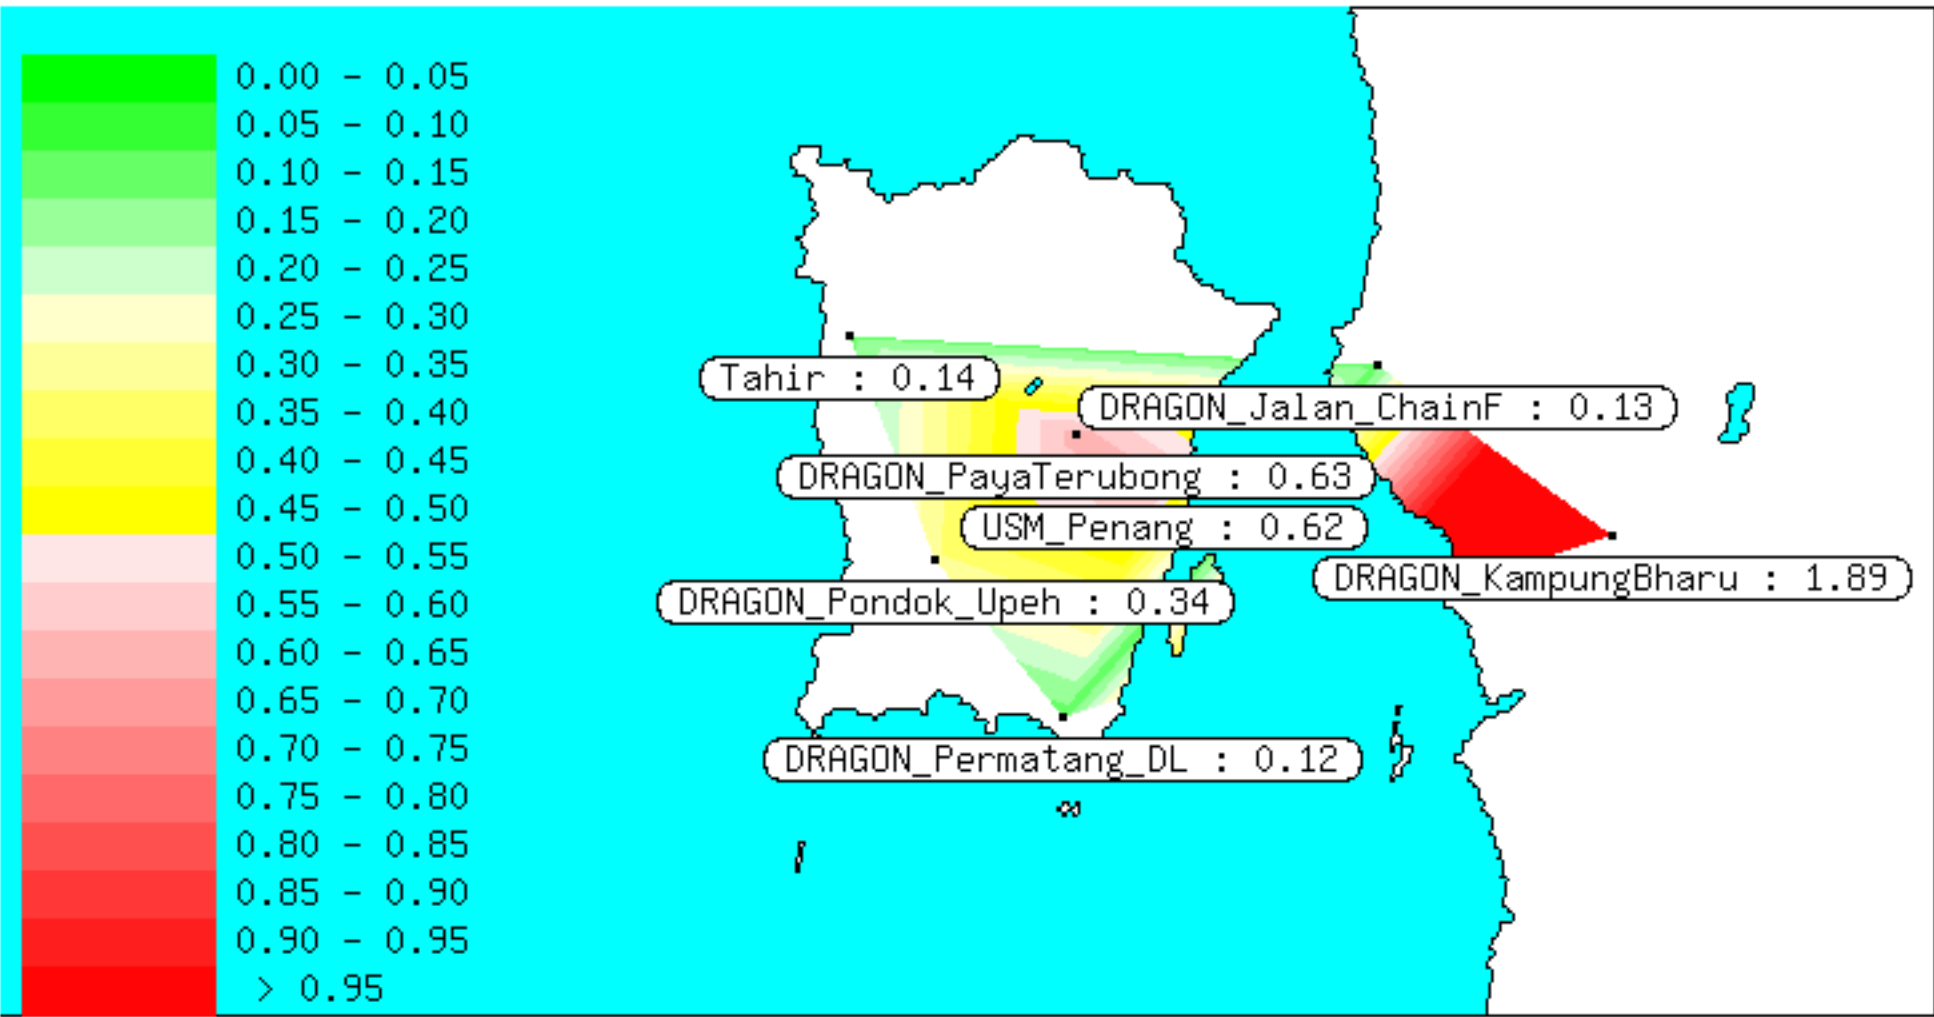 0.00 - 0.05
0.05 - 0.10
0.10 - 0.15
0.15 - 0.20
0.20 - 0.25
0.25 - 0.30
0.30 - 0.35
0.35 - 0.40
0.40 - 0.45
0.45 - 0.50
0.50 - 0.55
0.55 - 0.60
0.60 - 0.65
0.65 - 0.70
0.70 - 0.75
0.75 - 0.80
0.80 - 0.85
0.85 - 0.90
0.90 - 0.95
> 0.95
Tahir : 0.14
DRAGON_Jalan_ChainF : 0.13
DRAGON_PayaTerubong : 0.63
USM_Penang : 0.62
DRAGON_KampungBharu : 1.89
DRAGON_Pondok_Upeh : 0.34
DRAGON_Permatang_DL : 0.12